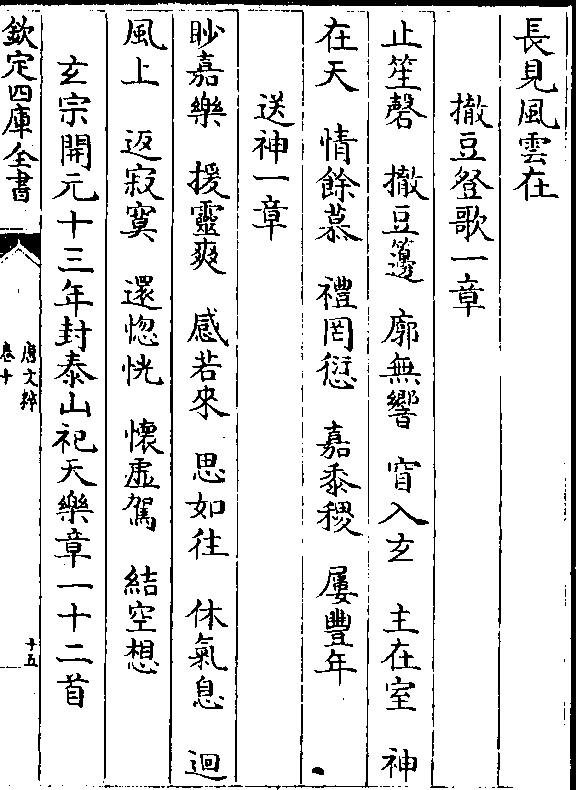 長見風雲在
撤豆登歌一章
止笙磬　撤豆籩　廓無響　窅入玄　主在室　神
在天　情餘慕　禮罔愆　嘉黍稷　屢豐年
送神一章
眇嘉樂　援靈爽　感若來　思如往　休氣息　迴
風上　返寂寞　還惚恍　懷虛駕　結空想
玄宗開元十三年封泰山祀天樂章一十二首
欽定四庫全書
唐文粹
卷十
十五